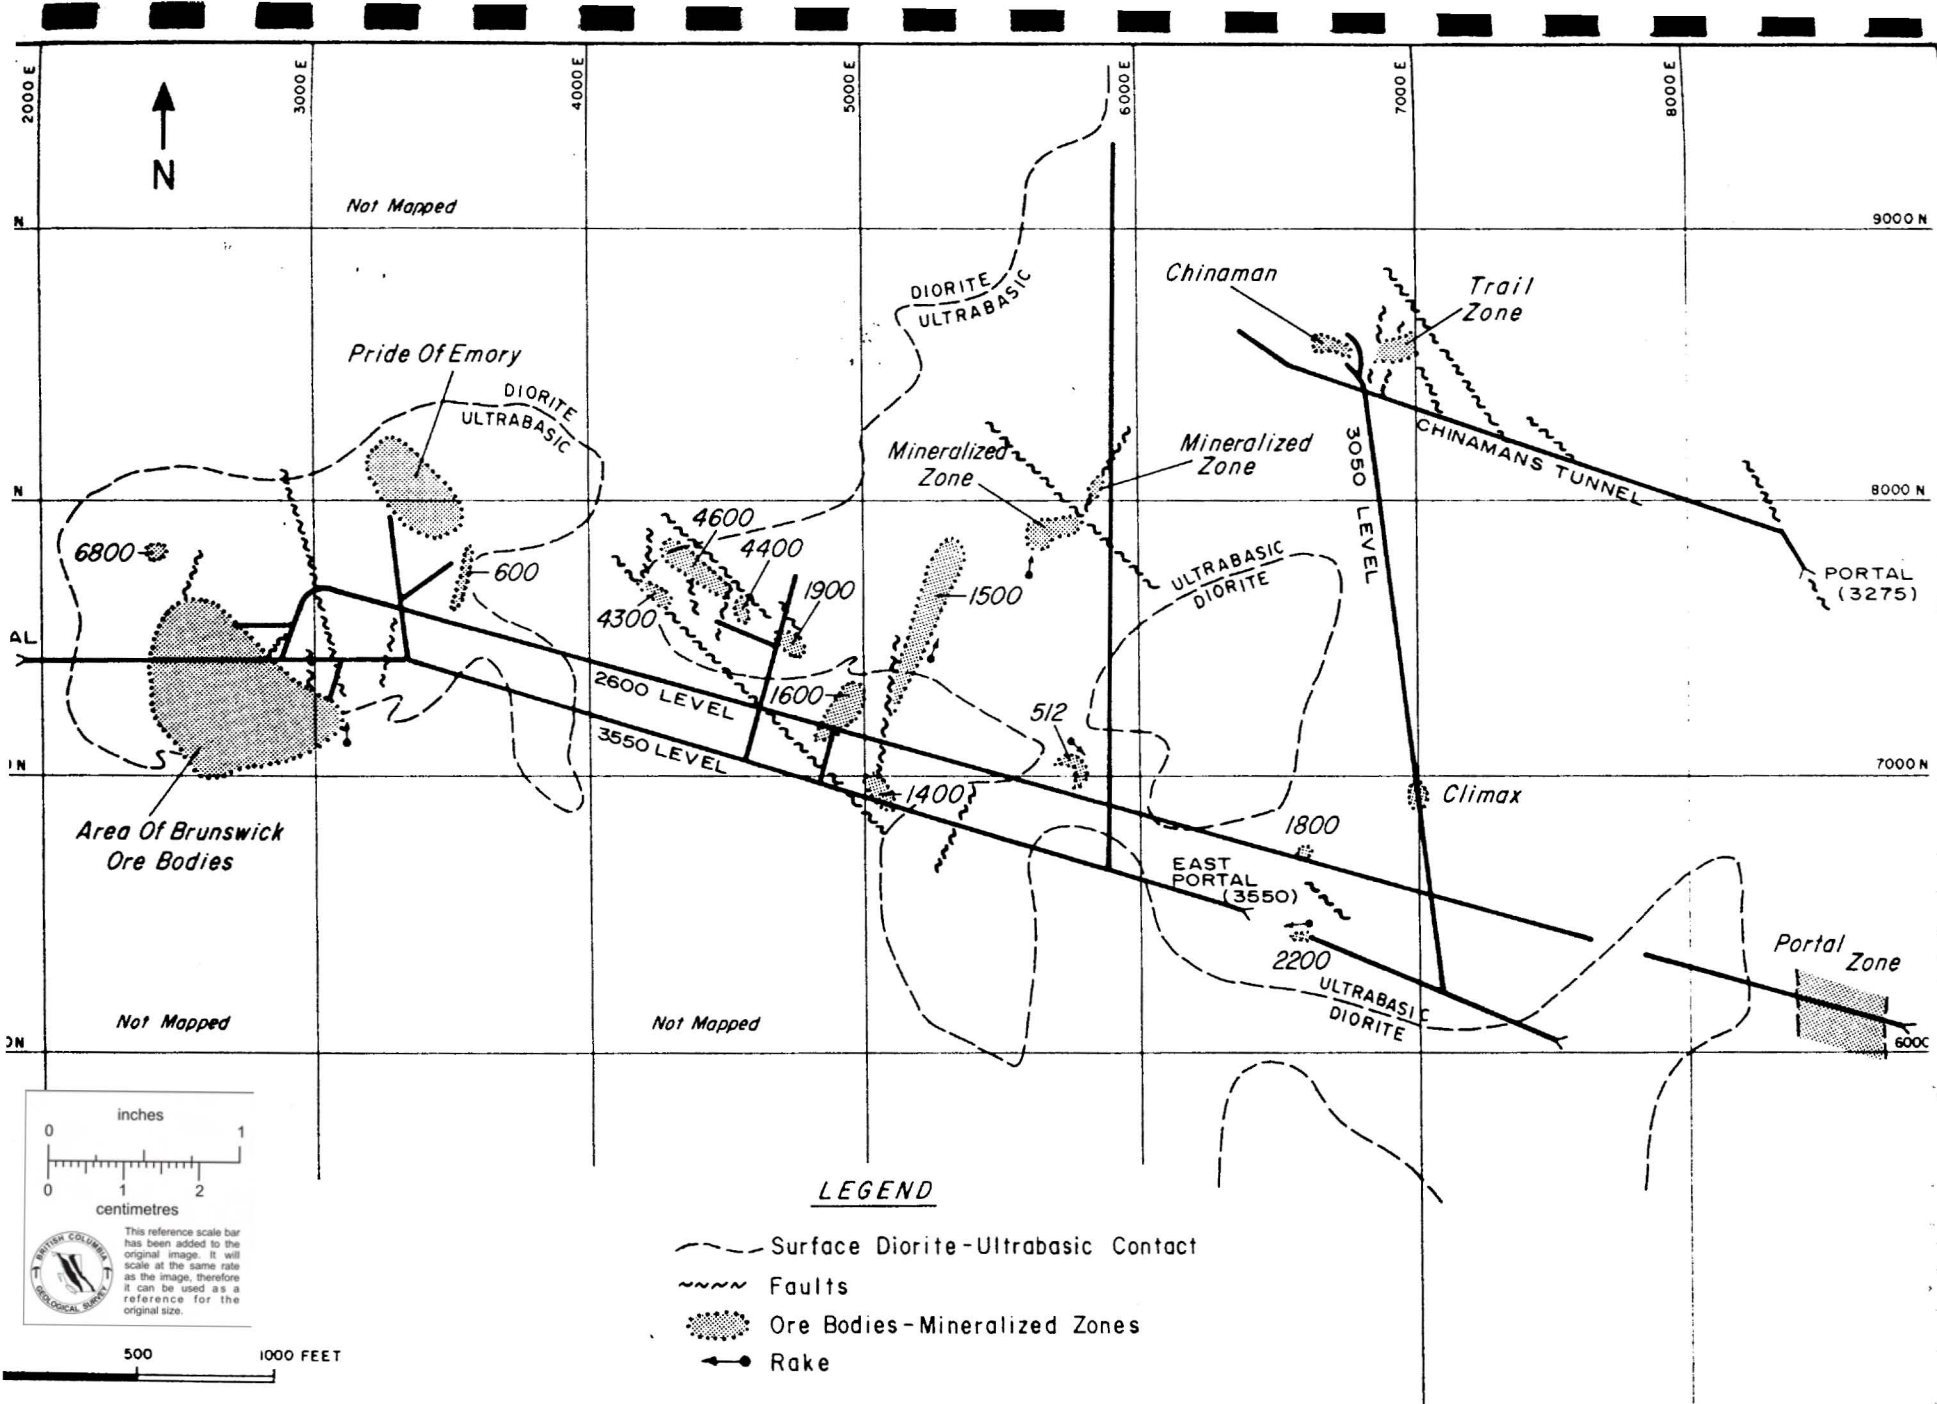 2000 E
3000 E
4000 E
5000 E
6000 E
7000 E
8000 E
N
Not Mapped
N
9000 N
DIORITE
ULTRABASIC
Chinaman
Trail
Zone
Pride Of Emory
DIORITE
ULTRABASIC
Mineralized
Zone
Mineralized
Zone
3050 LEVEL
CHINAMANS TUNNEL
N
8000 N
6800
600
4600
4400
4300
1900
1500
ULTRABASIC
DIORITE
PORTAL
(3275)
AL
2600 LEVEL
3550 LEVEL
1600
512
N
7000 N
1400
Climax
Area Of Brunswick
Ore Bodies
1800
EAST
PORTAL
(3550)
2200
ULTRABASIC
DIORITE
Portal
Zone
Not Mapped
Not Mapped
ON
600C
inches
0 1
0 1 2
centimetres
This reference scale bar
has been added to the
original image. It will
scale at the same rate
as the image, therefore
it can be used as a
reference for the
original size.
BRITISH COLUMBIA
GEOLOGICAL SURVEY
500 1000 FEET
LEGEND
Surface Diorite-Ultrabasic Contact
Faults
Ore Bodies-Mineralized Zones
Rake